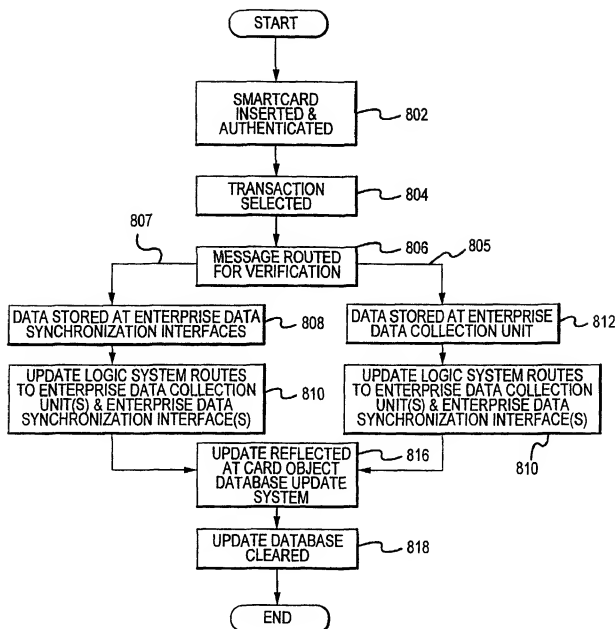 START
SMARTCARD
INSERTED &
AUTHENTICATED
802
TRANSACTION
SELECTED
804
807
806
805
MESSAGE ROUTED
FOR VERIFICATION
DATA STORED AT ENTERPRISE DATA
SYNCHRONIZATION INTERFACES
808
DATA STORED AT ENTERPRISE
DATA COLLECTION UNIT
812
UPDATE LOGIC SYSTEM ROUTES
TO ENTERPRISE DATA COLLECTION
UNIT(S) & ENTERPRISE DATA
SYNCHRONIZATION INTERFACE(S)
810
UPDATE LOGIC SYSTEM ROUTES
TO ENTERPRISE DATA COLLECTION
UNIT(S) & ENTERPRISE DATA
SYNCHRONIZATION INTERFACE(S)
810
UPDATE REFLECTED
AT CARD OBJECT
DATABASE UPDATE
SYSTEM
816
UPDATE DATABASE
CLEARED
818
END